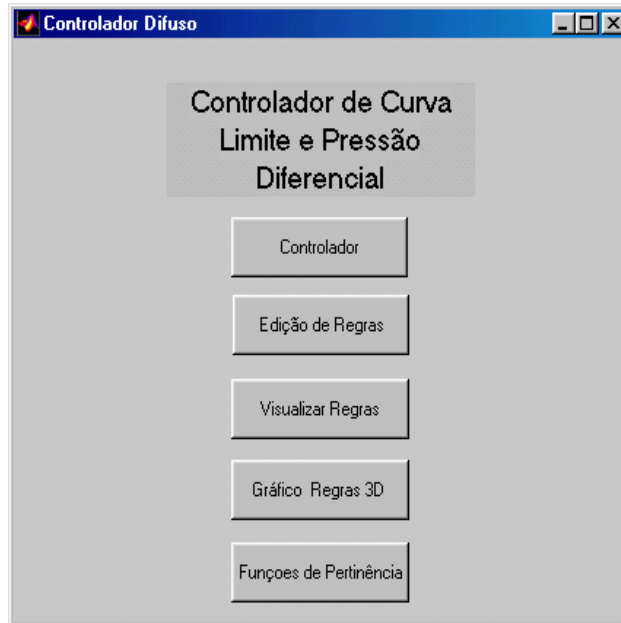 Controlador Difuso
Controlador de Curva
Limite e Pressão
Diferencial
Controlador
Edição de Regras
Visualizar Regras
Gráfico  Regras 3D
Funçoes de Pertinência